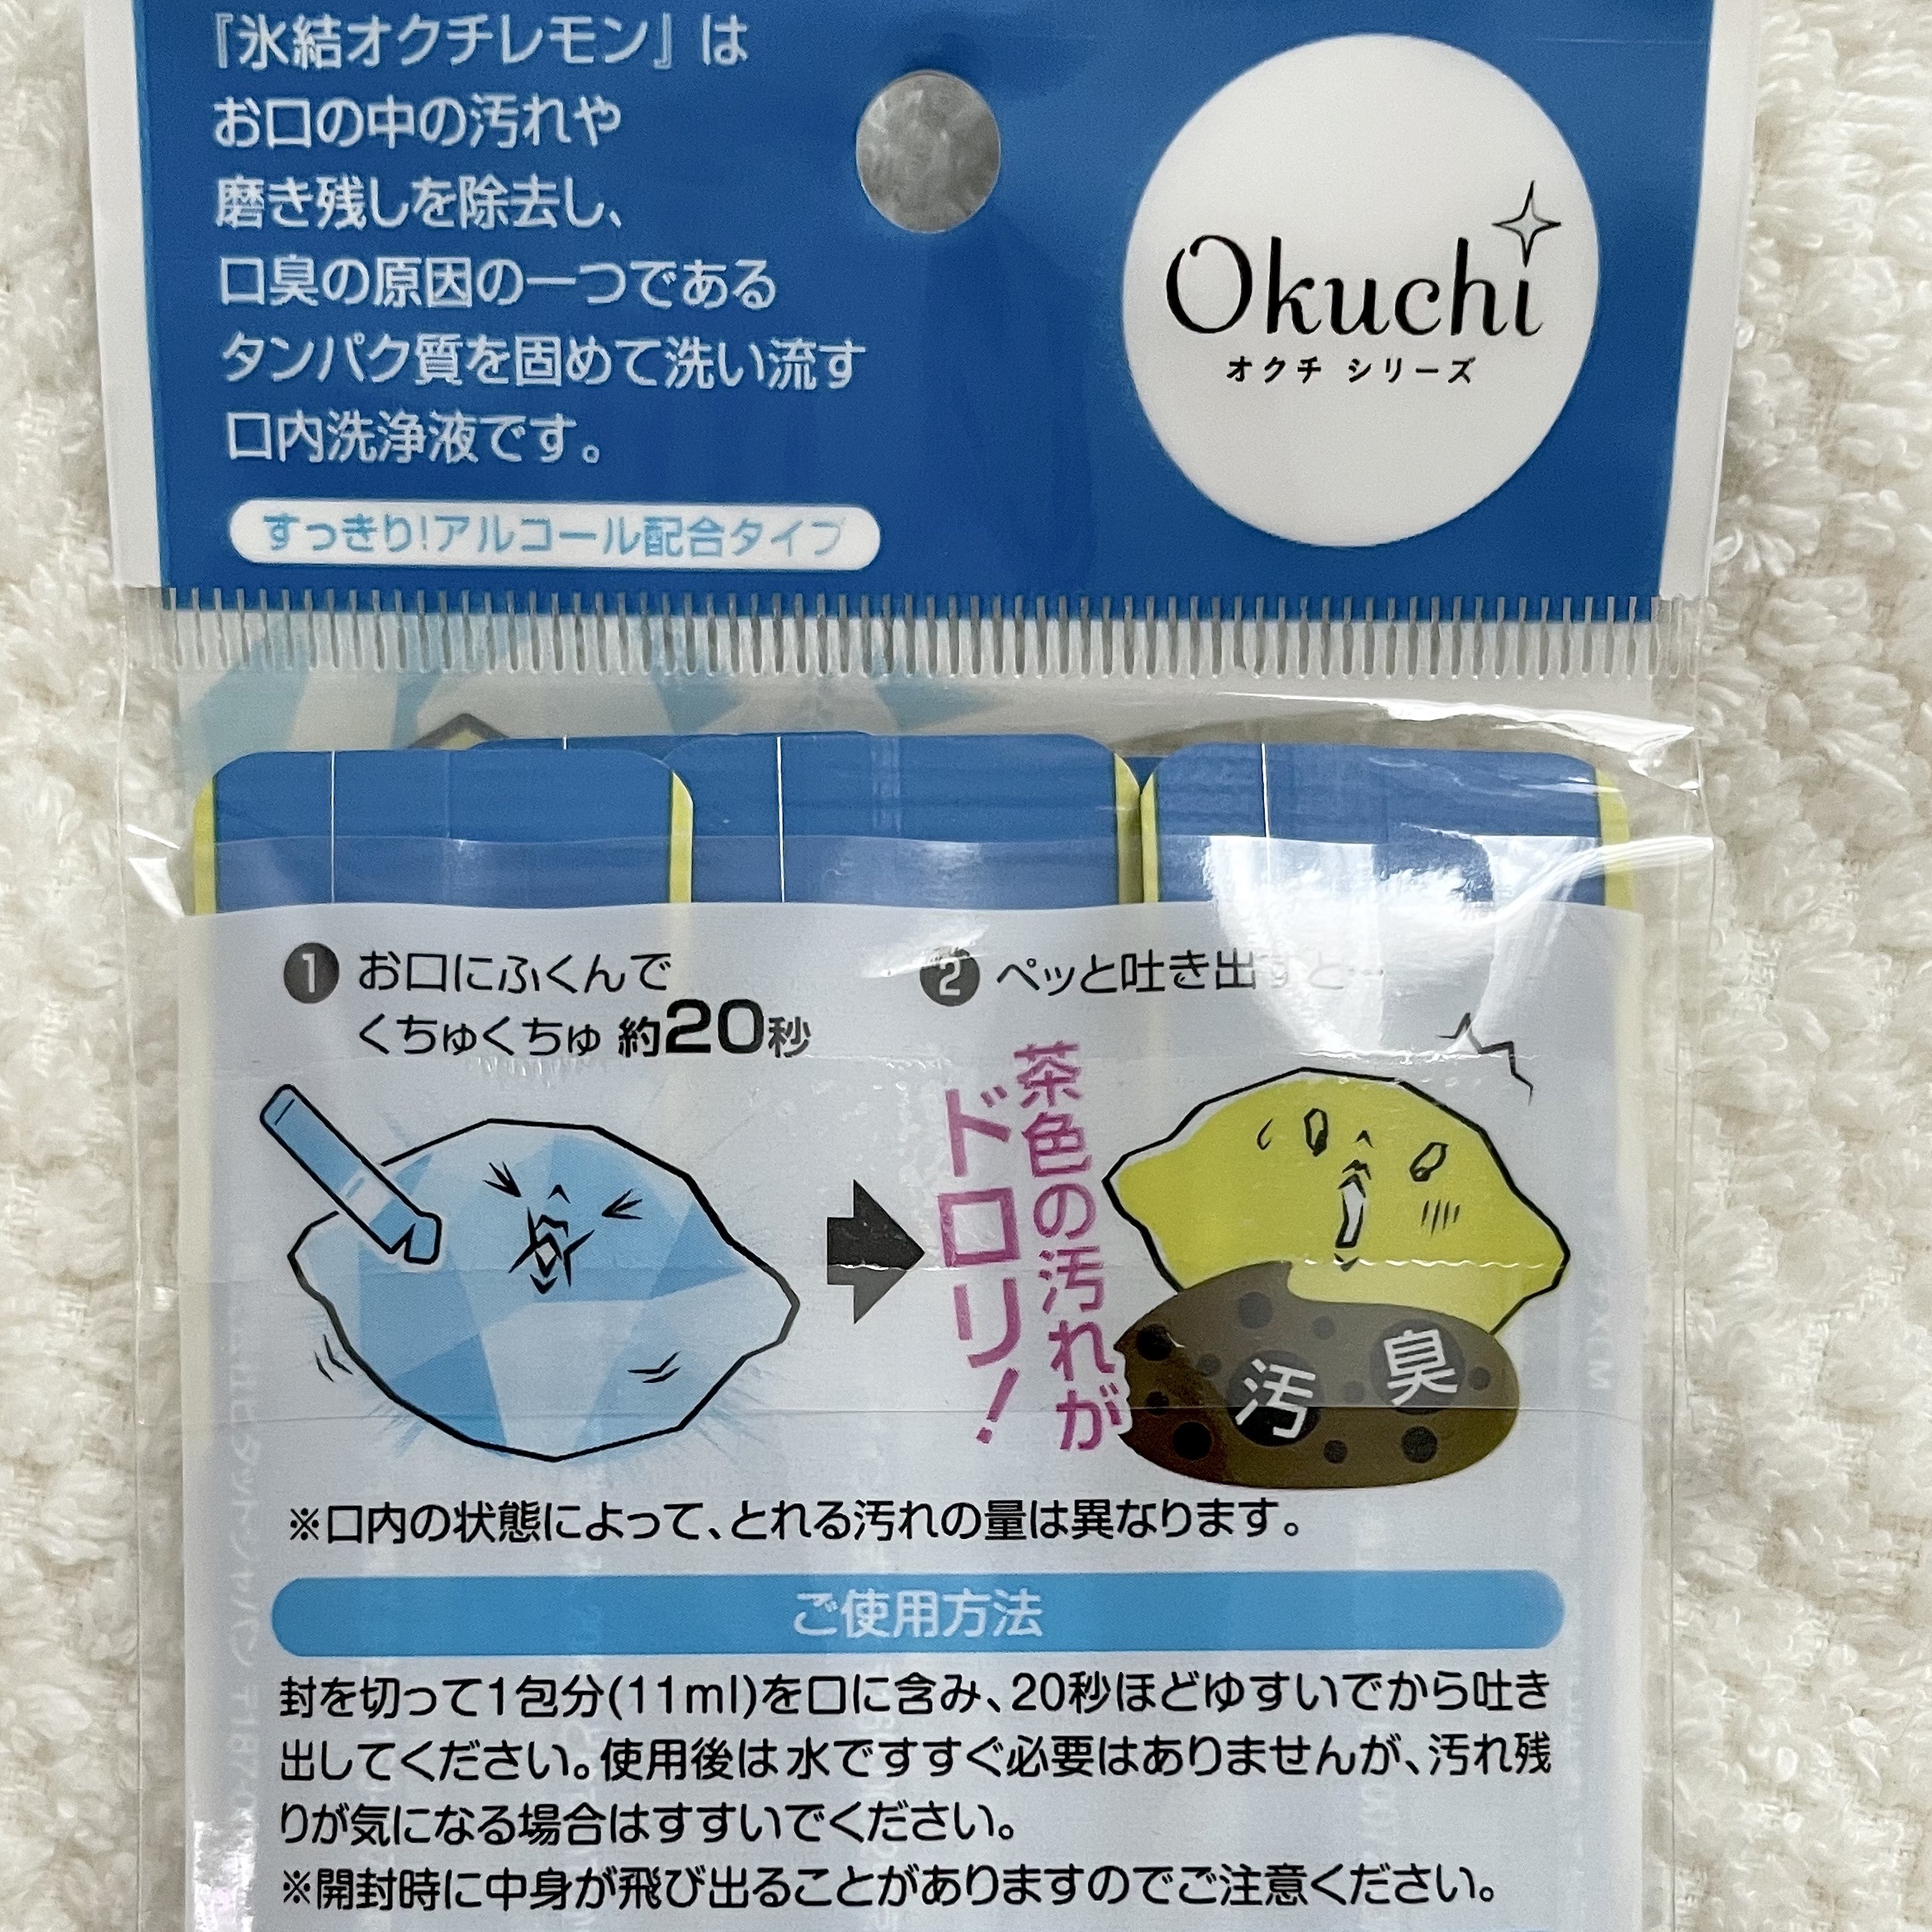 『氷結オクチレモン』は
お口の中の汚れや
磨き残しを除去し、
口臭の原因の一つである
タンパク質を固めて洗い流す
口内洗浄液です。
すっきり!アルコール配合タイプ
Okuchi
オクチ シリーズ
1 お口にふくんで
くちゅくちゅ 約20秒
2 ペッと吐き出すと…
茶色の汚れが
ドロリ!
汚
臭
※口内の状態によって、とれる汚れの量は異なります。
ご使用方法
封を切って1包分(11ml)を口に含み、20秒ほどゆすいでから吐き
出してください。使用後は水ですすぐ必要はありませんが、汚れ残
りが気になる場合はすすいでください。
※開封時に中身が飛び出ることがありますのでご注意ください。